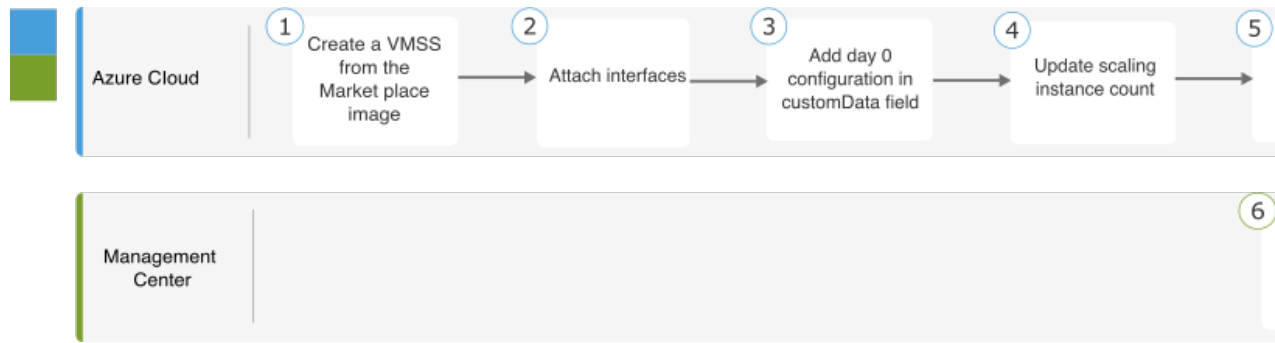 Azure Cloud
1
Create a VMSS
from the
Market place
image
2
Attach interfaces
3
Add day 0
configuration in
customData field
4
Update scaling
instance count
5
Management
Center
6